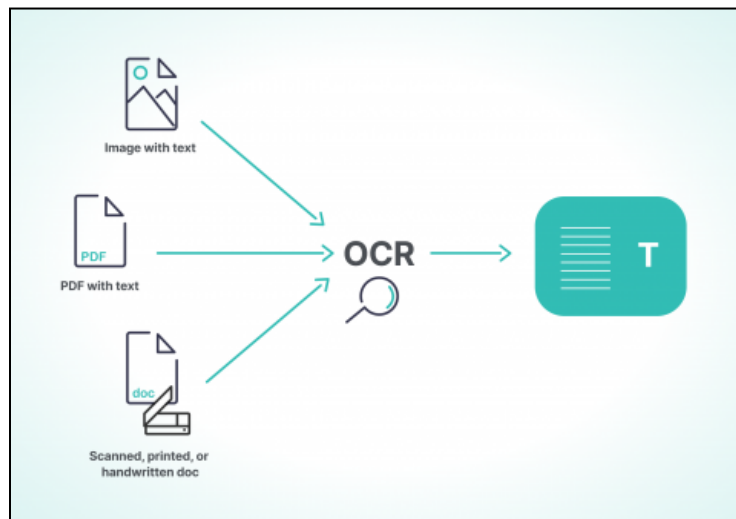 Image with text
PDF
PDF with text
OCR
T
doc
Scanned, printed, or
handwritten doc